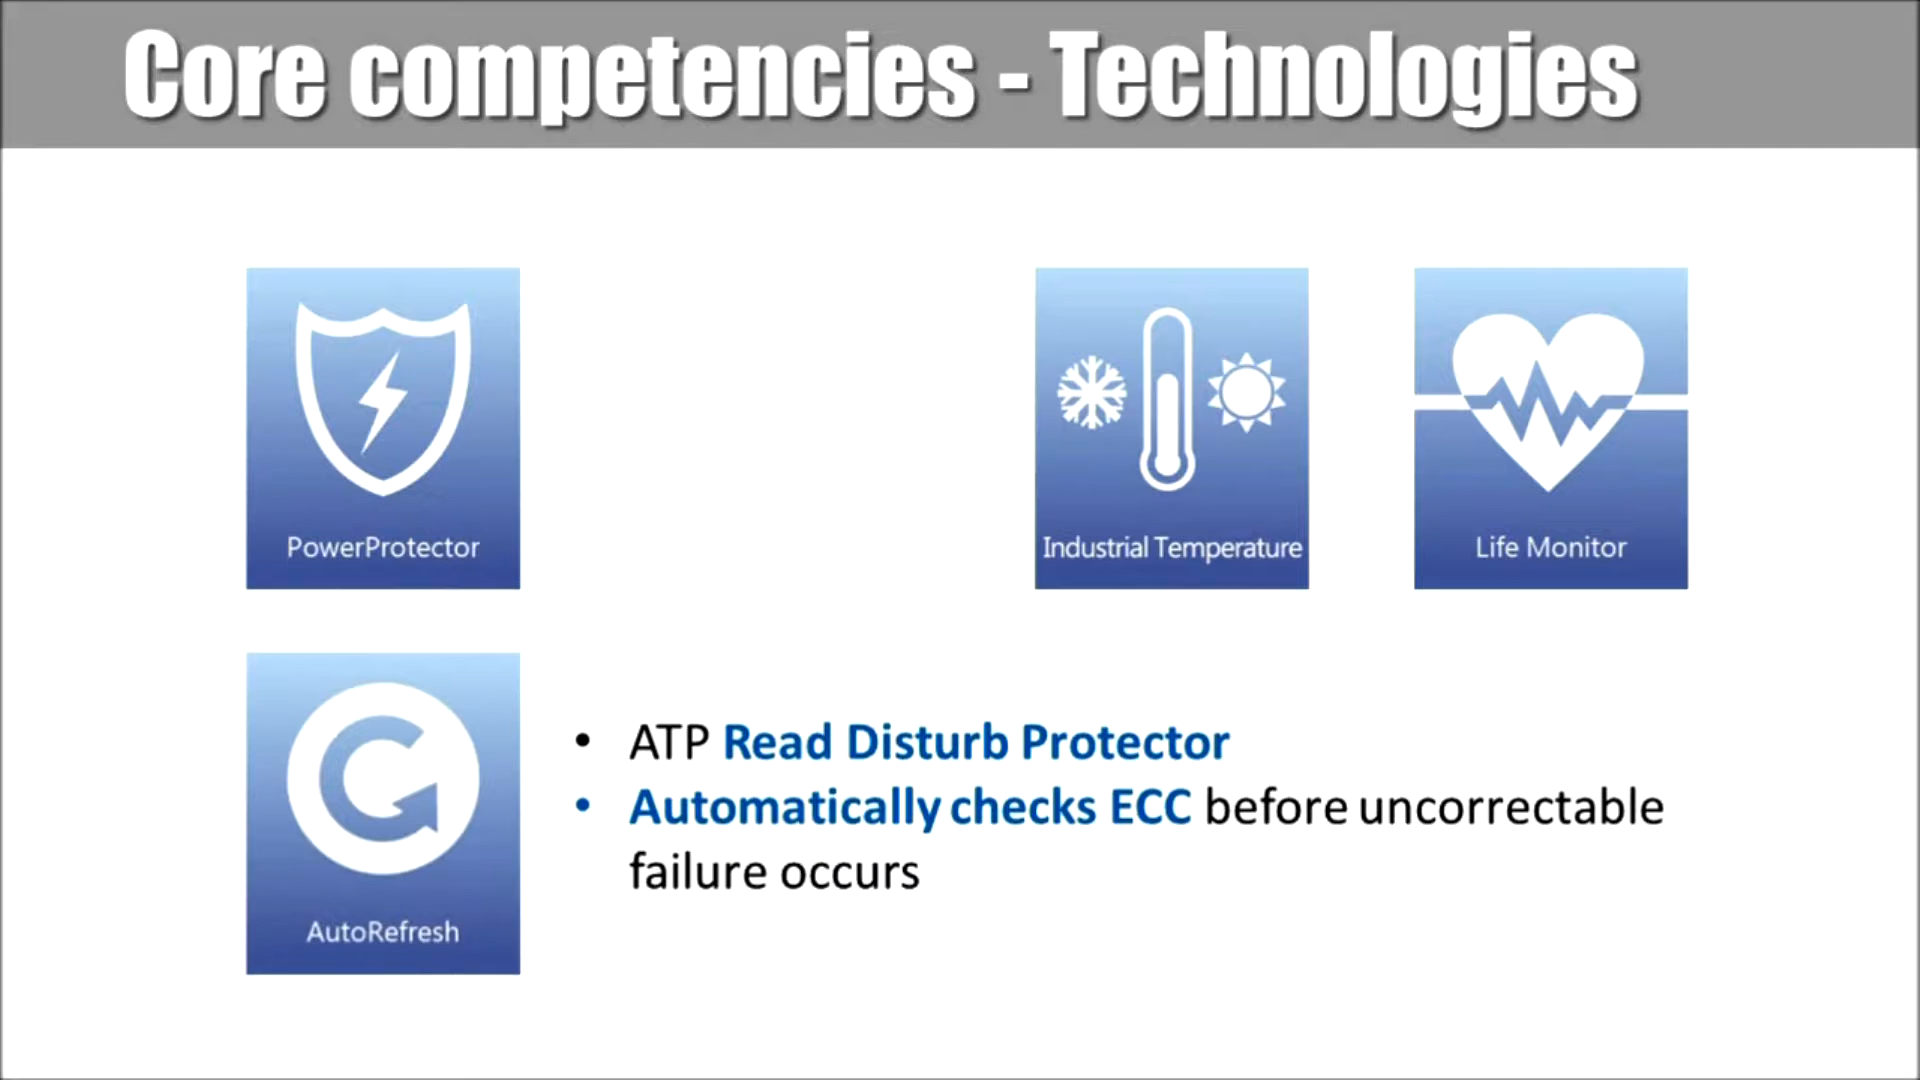 Core competencies - Technologies
PowerProtector
Industrial Temperature
Life Monitor
AutoRefresh
• ATP Read Disturb Protector
• Automatically checks ECC before uncorrectable
failure occurs